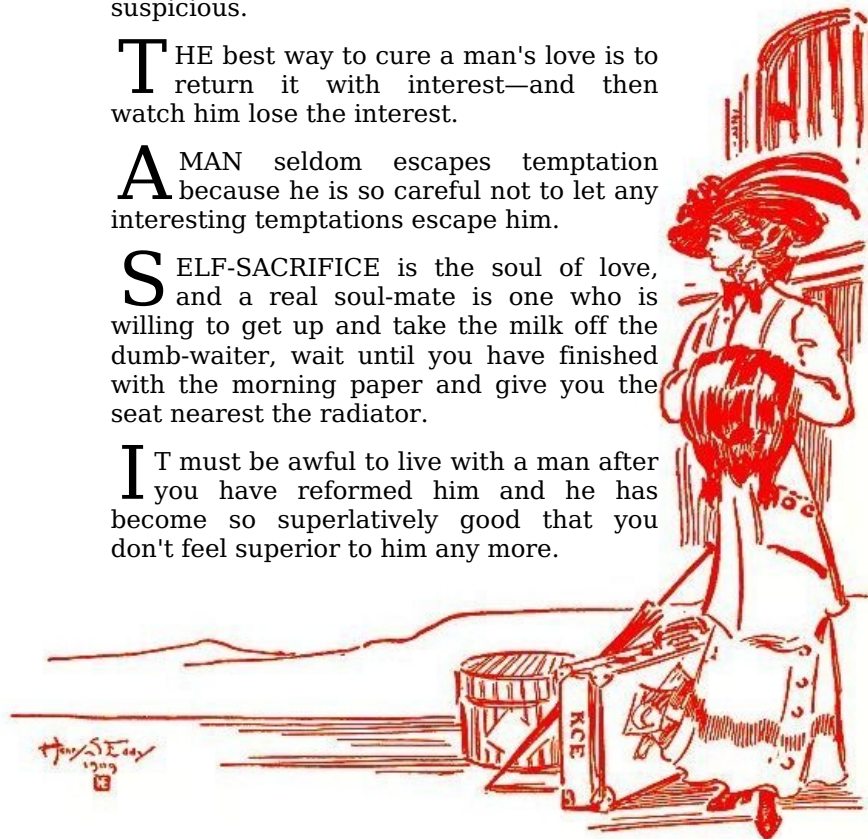 suspicious.
THE best way to cure a man's love is to
return it with interest—and then
watch him lose the interest.
A MAN seldom escapes temptation
because he is so careful not to let any
interesting temptations escape him.
SELF-SACRIFICE is the soul of love,
and a real soul-mate is one who is
willing to get up and take the milk off the
dumb-waiter, wait until you have finished
with the morning paper and give you the
seat nearest the radiator.
IT must be awful to live with a man after
you have reformed him and he has
become so superlatively good that you
don't feel superior to him any more.
KCE
Henry S Eddy
1909
HE